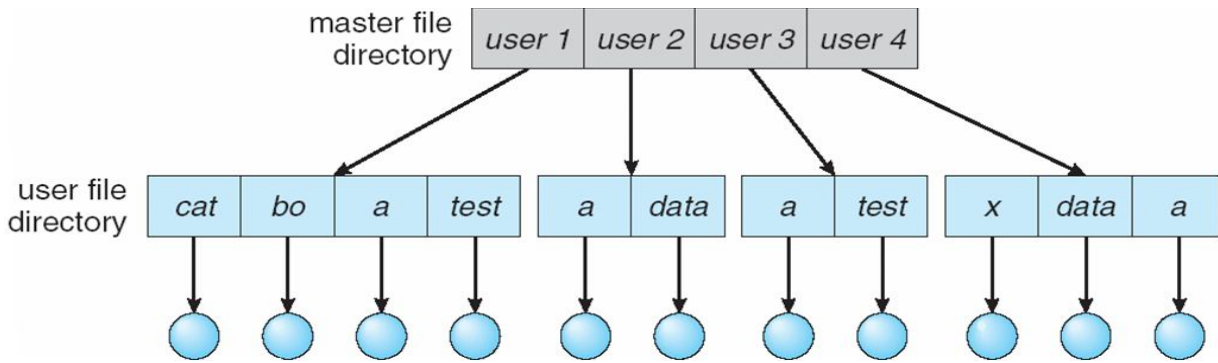 master file
directory
user 1 user 2 user 3 user 4
user file
directory
cat bo a test a data a test x data a